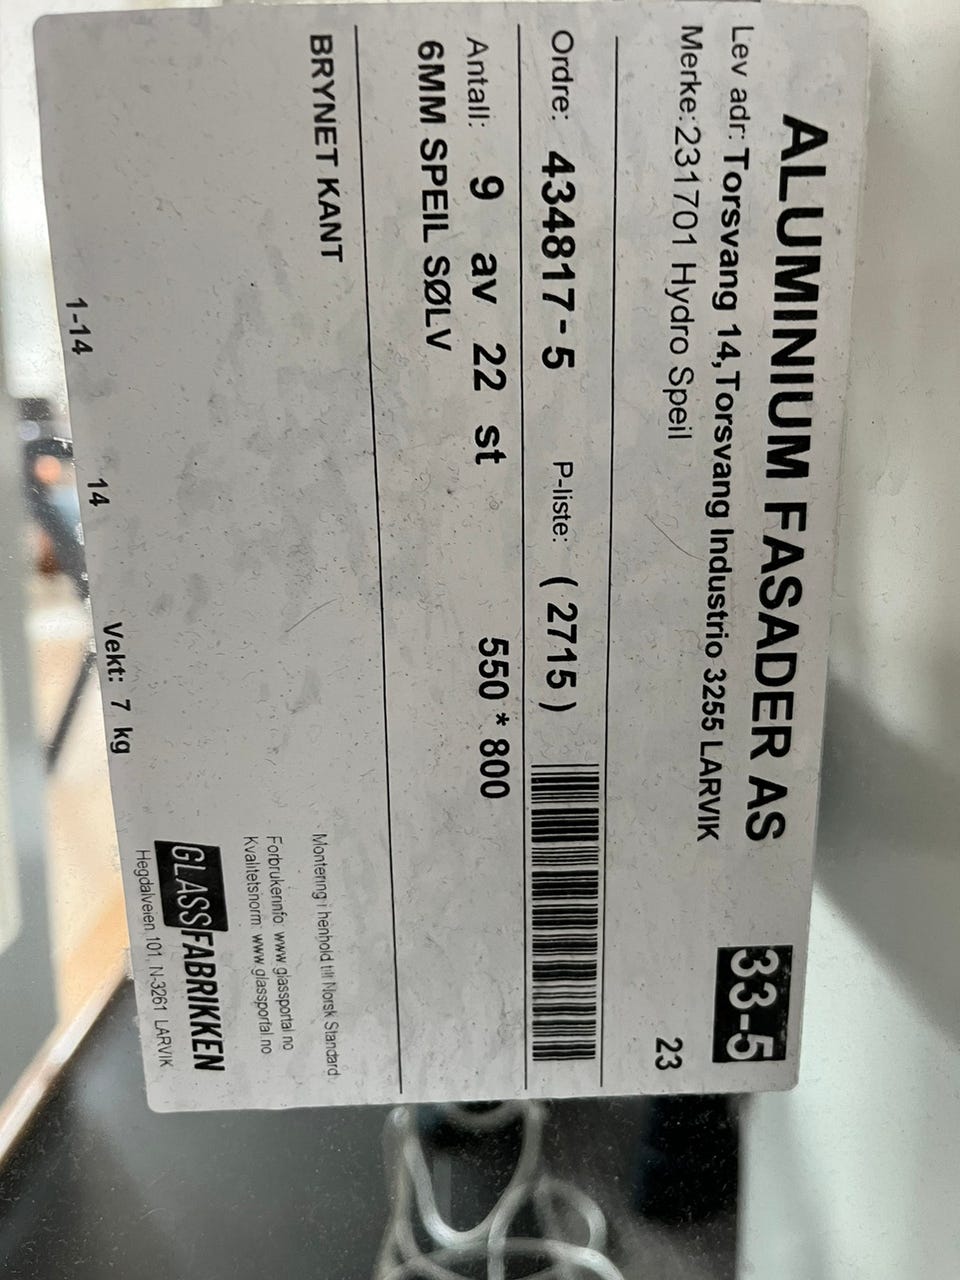 ALUMINIUM FASADER AS
33-5
Lev adr: Torsvang 14,Torsvang Industrio 3255 LARVIK
Merke:231701 Hydro Speil
23
Ordre: 434817-5 P-liste: ( 2715 )
Antall: 9 av 22 st 550 * 800
6MM SPEIL SØLV
BRYNET KANT
Montering i henhold til Norsk Standard
Forbrukerinfo: www.glassportal.no
Kvalitetsnorm: www.glassportal.no
GLASSFABRIKKEN
Hegdalveien 101, N-3261 LARVIK
1-14 14 Vekt: 7 kg